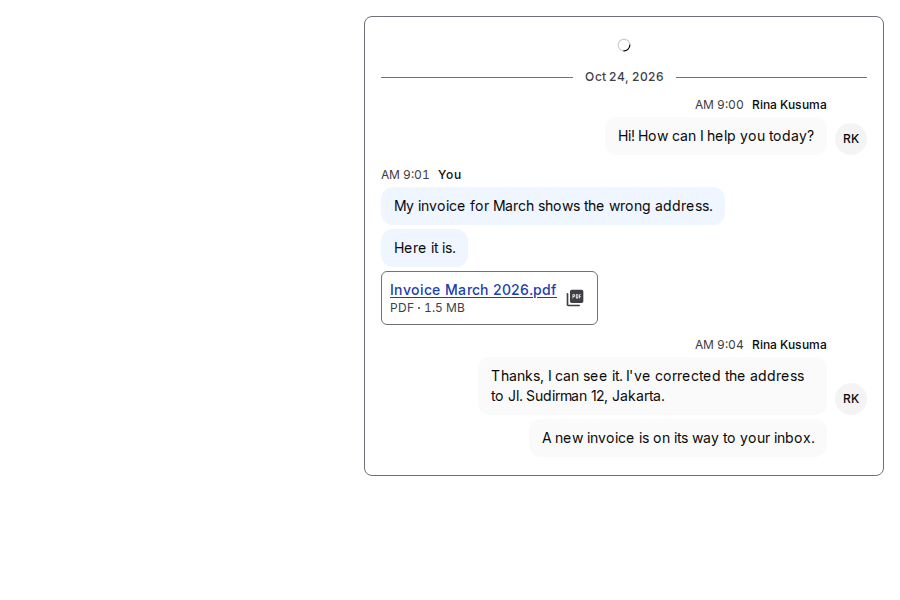 Oct 24, 2026
AM 9:00 Rina Kusuma
Hi! How can I help you today?
RK
AM 9:01 You
My invoice for March shows the wrong address.
Here it is.
Invoice March 2026.pdf
PDF · 1.5 MB
PDF
AM 9:04 Rina Kusuma
Thanks, I can see it. I've corrected the address
to Jl. Sudirman 12, Jakarta.
RK
A new invoice is on its way to your inbox.